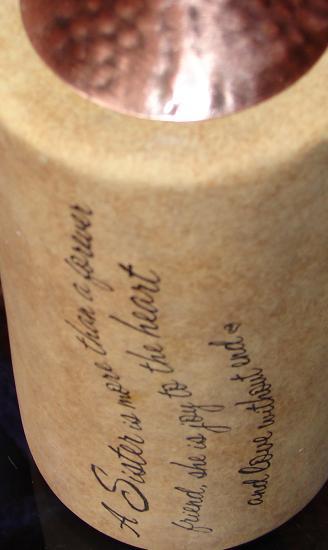 A Sister is more than a forever
friend, she is joy to the heart
and love without end